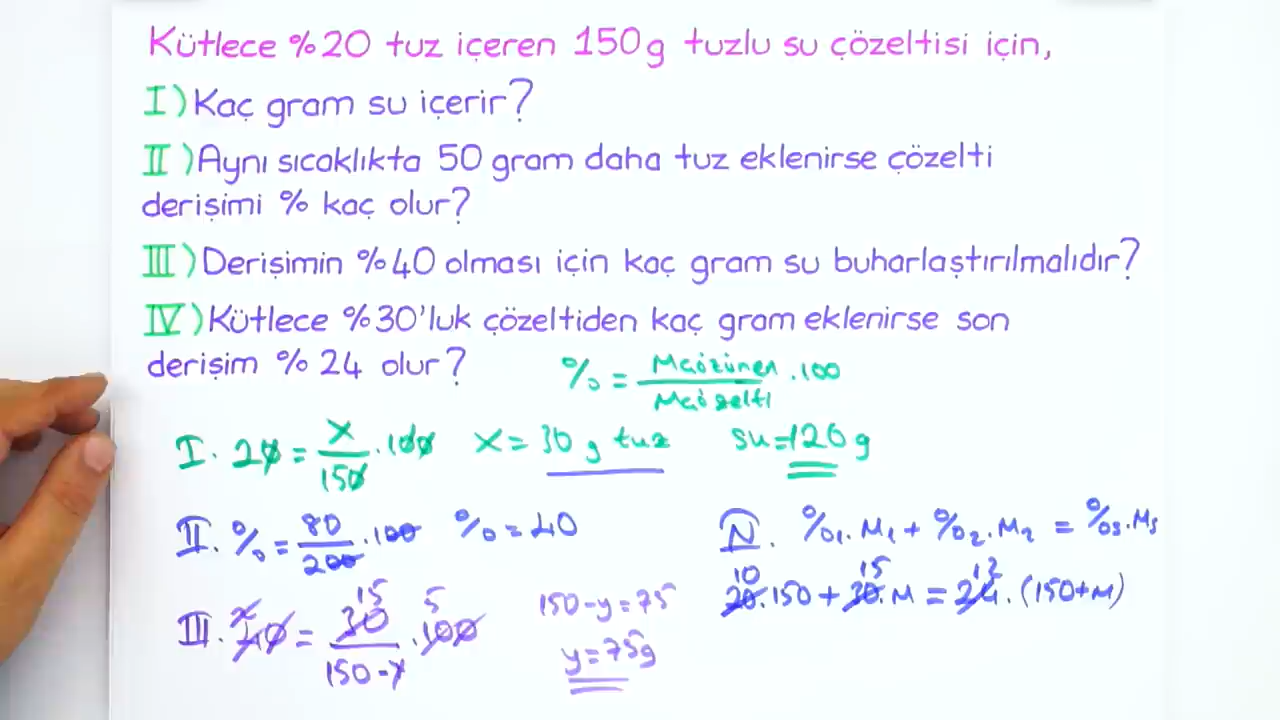 Kütlece %20 tuz içeren 150g tuzlu su çözeltisi için,
I) Kaç gram su içerir?
II) Aynı sıcaklıkta 50 gram daha tuz eklenirse çözelti
derişimi % kaç olur?
III) Derişimin %40 olması için kaç gram su buharlaştırılmalıdır?
IV) Kütlece %30'luk çözeltiden kaç gram eklenirse son
derişim % 24 olur?
% = Mçözünen / Mçözelti .100
I. 20 = x / 150 .100 x = 30 g tuz su = 120 g
II. % = 80 / 200 .100 % = 40
III. 40 = 30 / 150-y .100
15 5
150-y = 75
y = 75g
IV. %1.M1 + %2.M2 = %s.Ms
10 15 12
20.150 + 30.M = 24.(150+M)